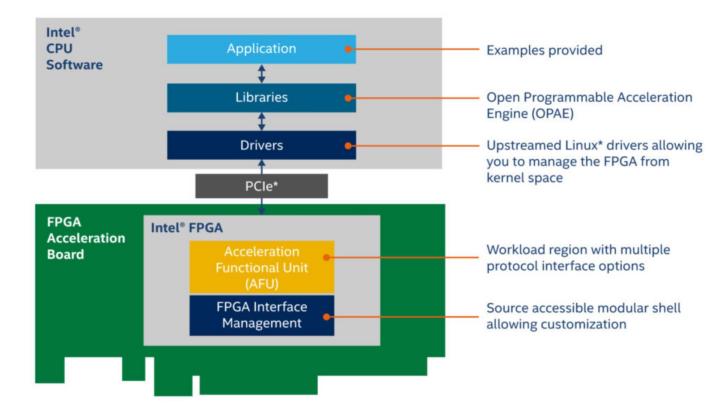 Intel®
CPU
Software
Application
Examples provided
Libraries
Open Programmable Acceleration
Engine (OPAE)
Drivers
Upstreamed Linux* drivers allowing
you to manage the FPGA from
kernel space
PCIe*
FPGA
Acceleration
Board
Intel® FPGA
Acceleration
Functional Unit
(AFU)
Workload region with multiple
protocol interface options
FPGA Interface
Management
Source accessible modular shell
allowing customization